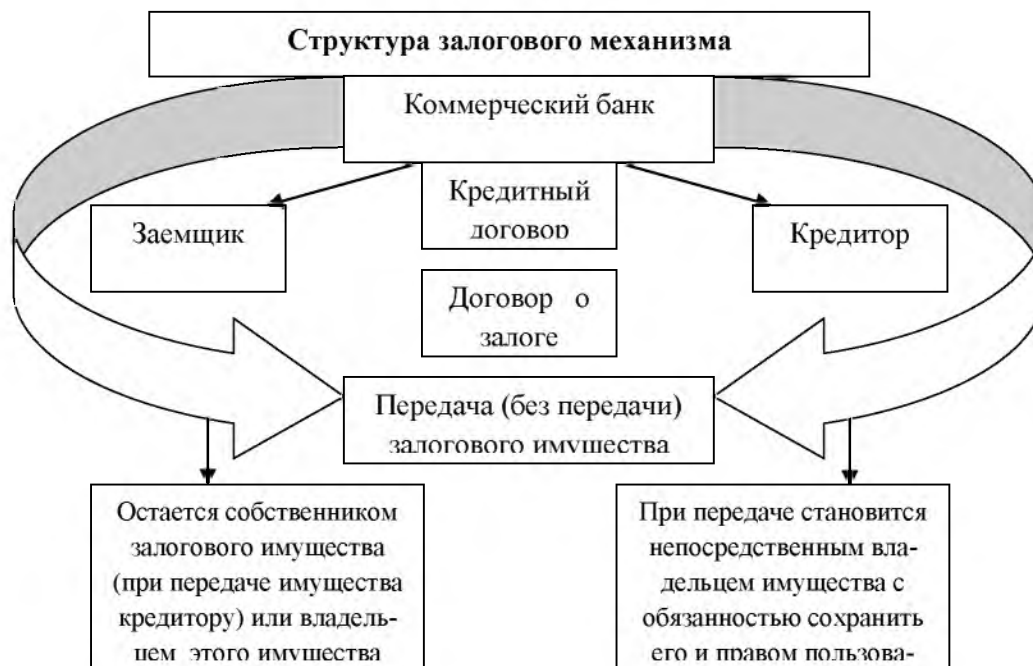 Структура залогового механизма
Коммерческий банк
Кредитный
договор
Заемщик
Кредитор
Договор о
залоге
Передача (без передачи)
залогового имущества
Остается собственником
залогового имущества
(при передаче имущества
кредитору) или владель-
цем этого имущества
При передаче становится
непосредственным вла-
дельцем имущества с
обязанностью сохранить
его и правом пользова-